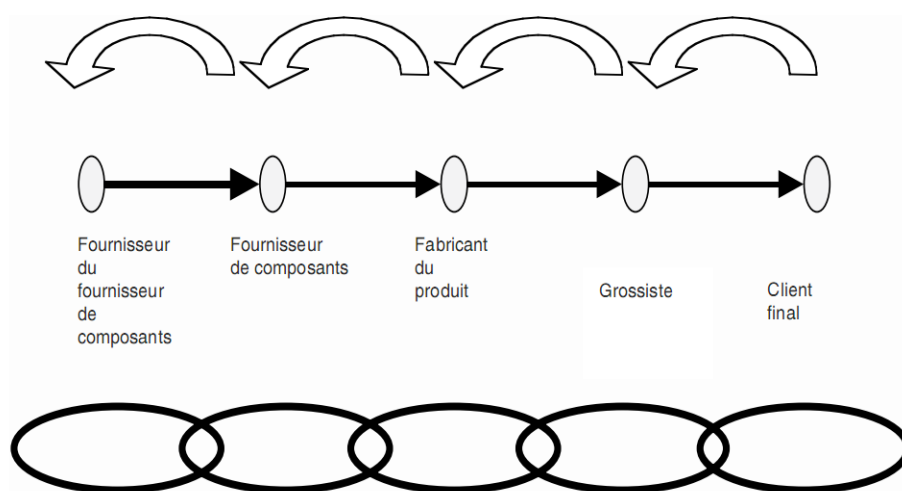 Fournisseur
du
fournisseur
de
composants
Fournisseur
de composants
Fabricant
du
produit
Grossiste
Client
final